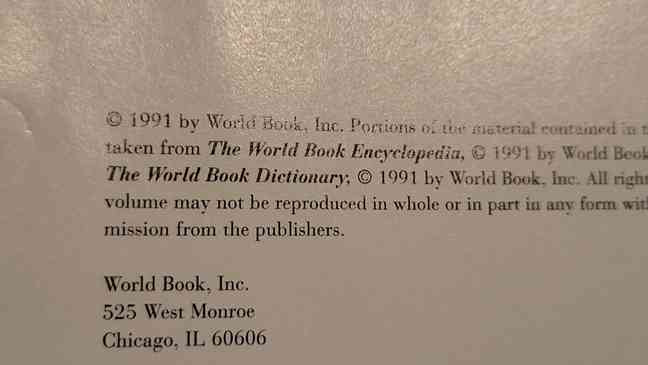 © 1991 by World Book, Inc. Portions of the material contained in
taken from The World Book Encyclopedia, © 1991 by World Book
The World Book Dictionary, © 1991 by World Book, Inc. All
volume may not be reproduced in whole or in part in any form
mission from the publishers.
World Book, Inc.
525 West Monroe
Chicago, IL 60606